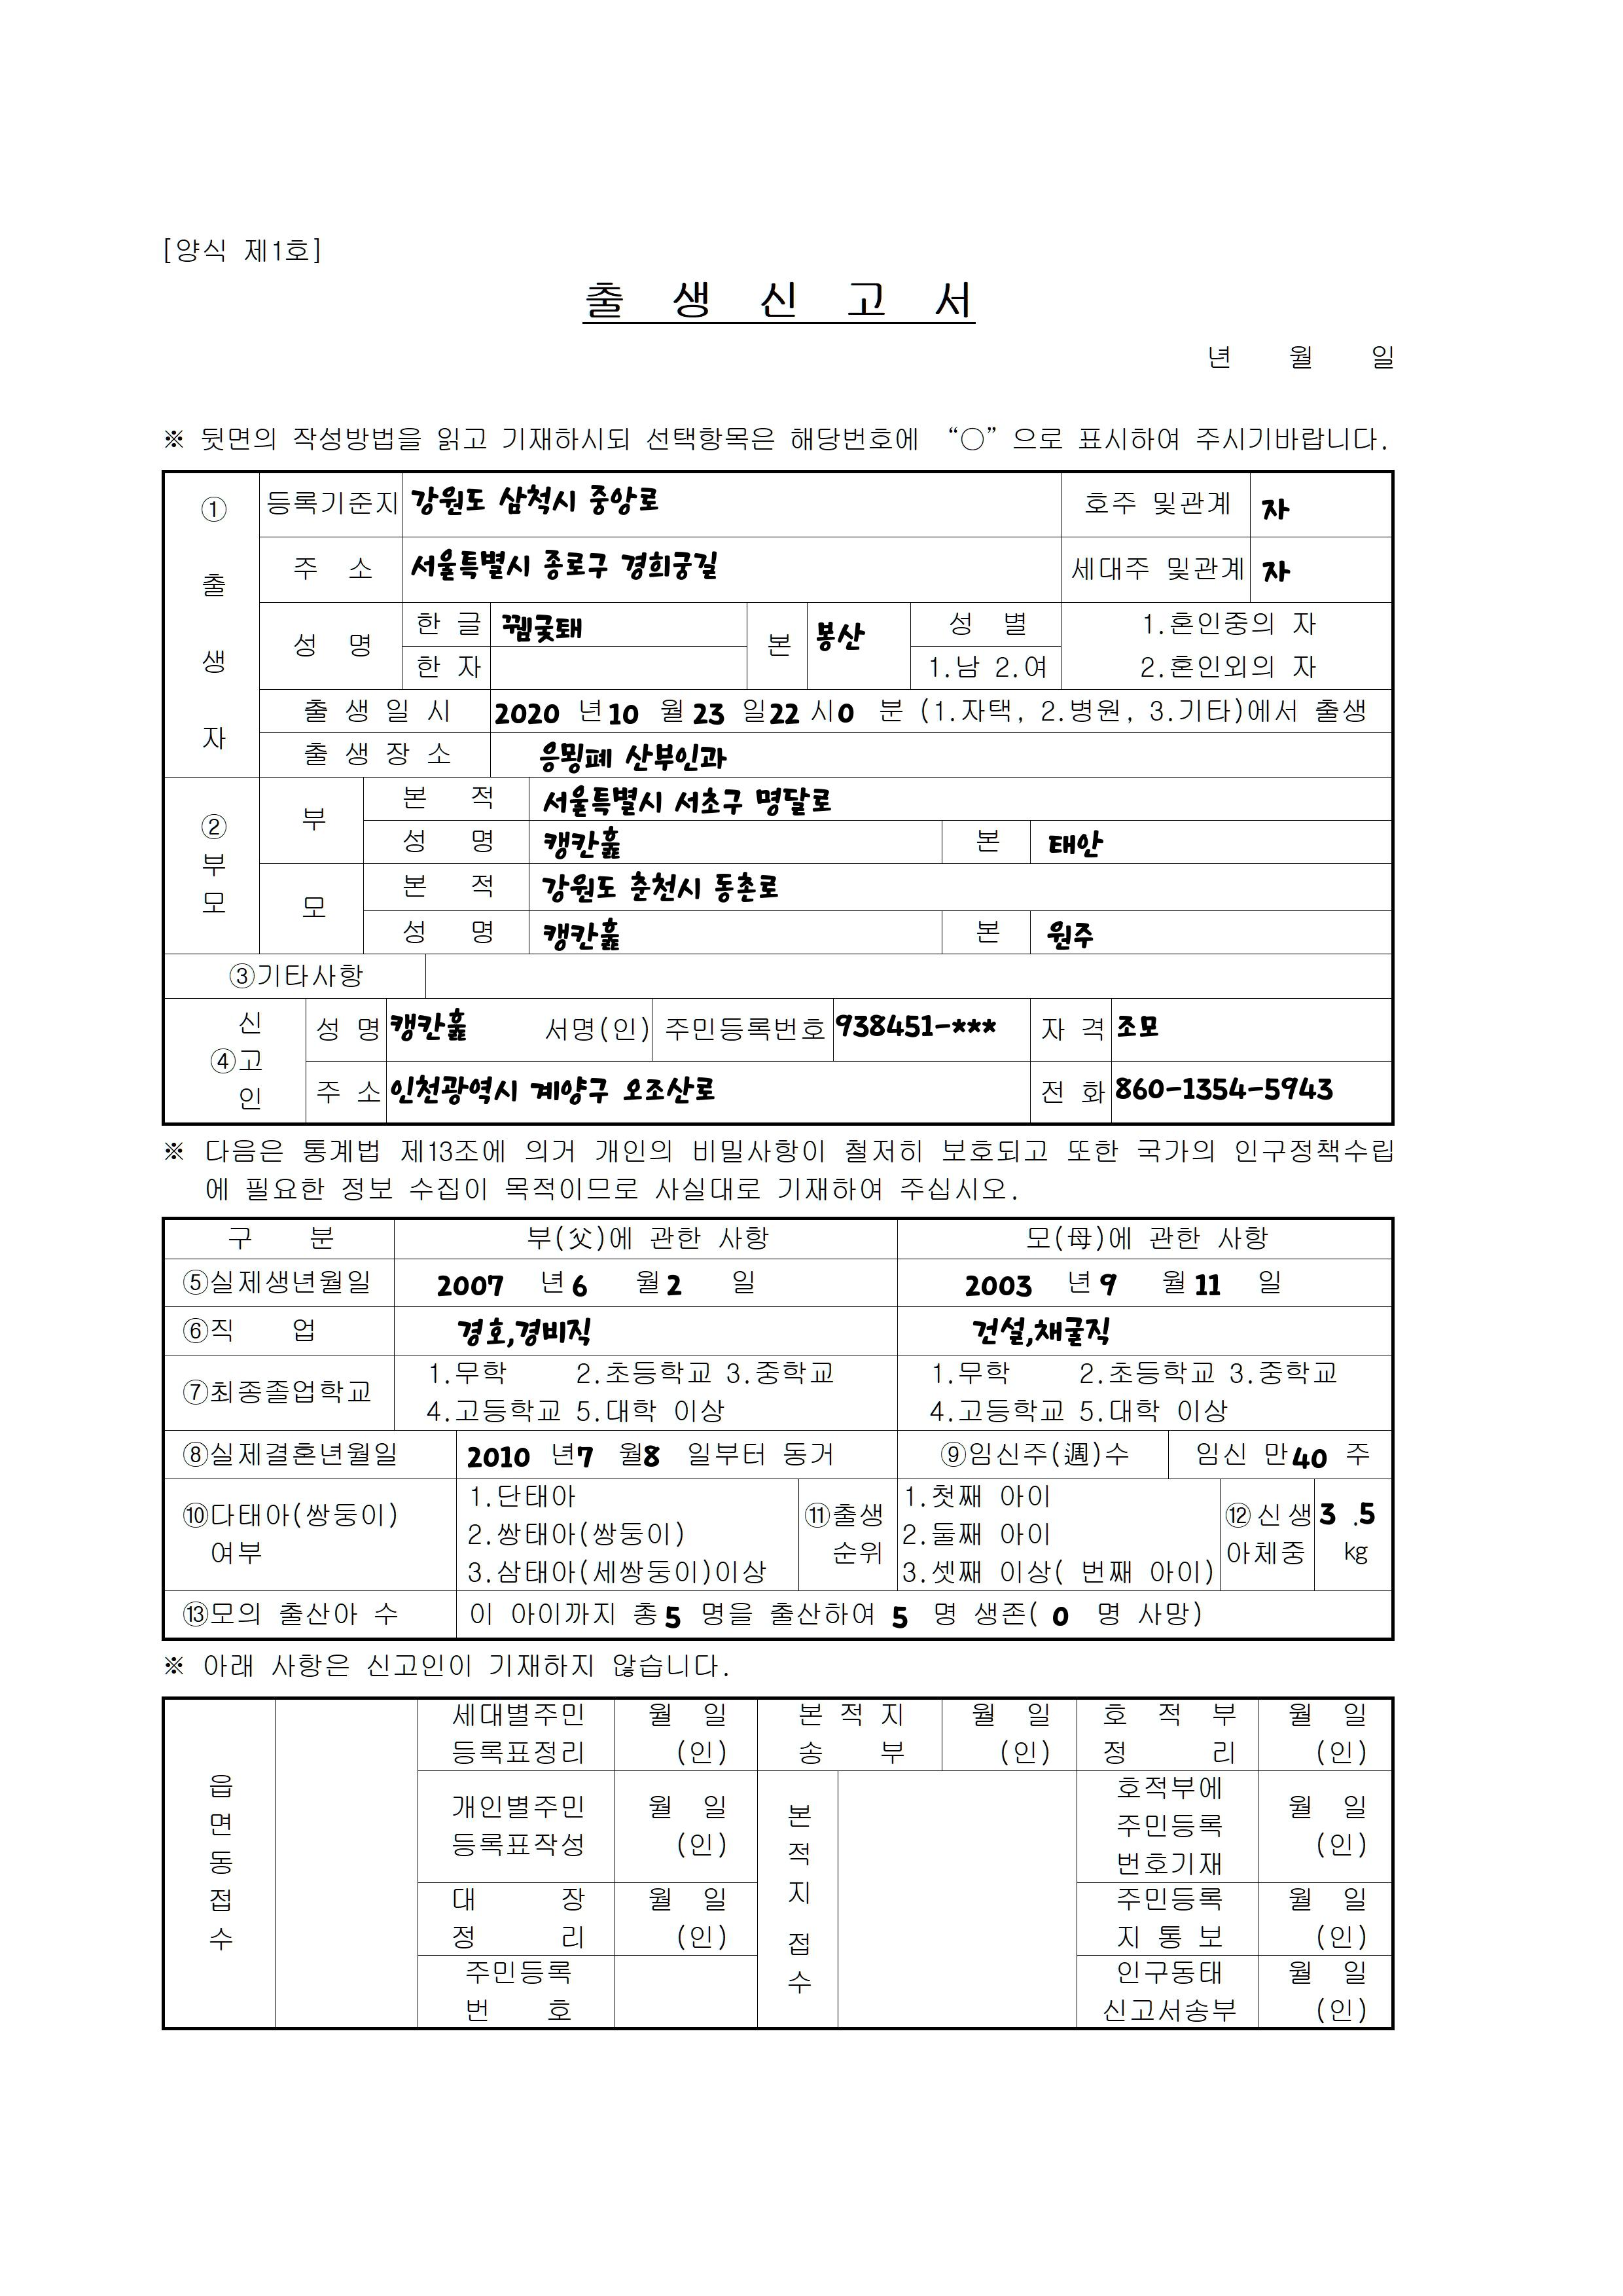 [양식 제1호]
출 생 신 고 서
년 월 일
※ 뒷면의 작성방법을 읽고 기재하시되 선택항목은 해당번호에 “○”으로 표시하여 주시기바랍니다.
① 출 생 자
등록기준지 강원도 삼척시 중앙로 호주 및관계 자
주 소 서울특별시 종로구 경희궁길 세대주 및관계 자
성 명 한 글 본 봉산 성 별 1.혼인중의 자
한 자 1.남 2.여 2.혼인외의 자
출 생 일 시 2020 년 10 월 23 일 22 시 0 분 (1.자택, 2.병원, 3.기타)에서 출생
출 생 장 소 산부인과
② 부 모
부 본 적 서울특별시 서초구 명달로
성 명 본 태안
모 본 적 강원도 춘천시 동촌로
성 명 본 원주
③기타사항
④ 신 고 인
성 명 서명(인) 주민등록번호 938451-*** 자 격 조모
주 소 인천광역시 계양구 오조산로 전 화 860-1354-5943
※ 다음은 통계법 제13조에 의거 개인의 비밀사항이 철저히 보호되고 또한 국가의 인구정책수립
에 필요한 정보 수집이 목적이므로 사실대로 기재하여 주십시오.
구 분 부(父)에 관한 사항 모(母)에 관한 사항
⑤실제생년월일 2007 년 6 월 2 일 2003 년 9 월 11 일
⑥직 업 경호,경비직 건설,채굴직
⑦최종졸업학교
1.무학 2.초등학교 3.중학교 1.무학 2.초등학교 3.중학교
4.고등학교 5.대학 이상 4.고등학교 5.대학 이상
⑧실제결혼년월일 2010 년 7 월 8 일부터 동거 ⑨임신주(週)수 임신 만 40 주
⑩다태아(쌍둥이) 여부
1.단태아
2.쌍태아(쌍둥이)
3.삼태아(세쌍둥이)이상
⑪출생 순위
1.첫째 아이
2.둘째 아이
3.셋째 이상( 번째 아이)
⑫신생아체중 3 .5 kg
⑬모의 출산아 수 이 아이까지 총 5 명을 출산하여 5 명 생존( 0 명 사망)
※ 아래 사항은 신고인이 기재하지 않습니다.
읍 면 동 접 수
세대별주민 월 일 본 적 지 월 일 호 적 부 월 일
등록표정리 (인) 송 부 (인) 정 리 (인)
개인별주민 월 일
등록표작성 (인)
본 적 지 접 수
호적부에
주민등록 월 일
번호기재 (인)
대 장 월 일 주민등록 월 일
정 리 (인) 지 통 보 (인)
주민등록 인구동태 월 일
번 호 신고서송부 (인)